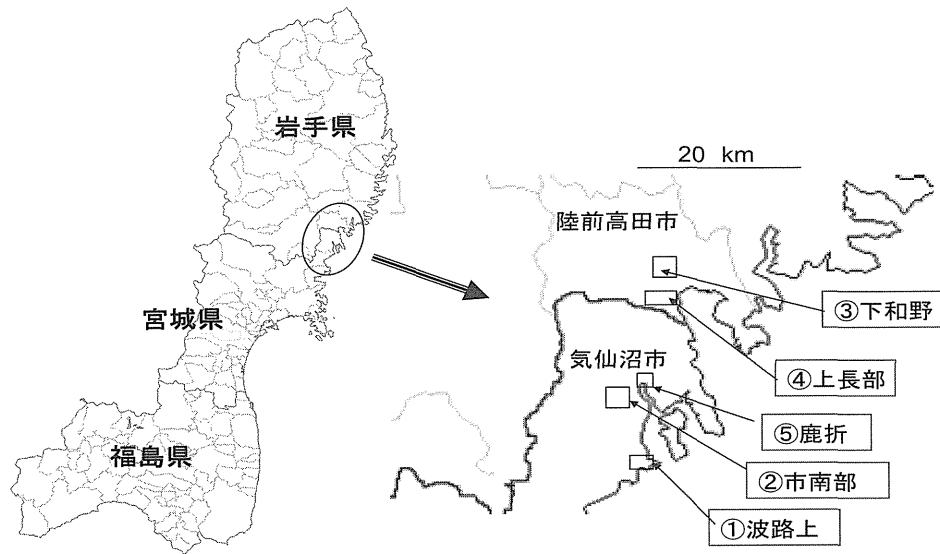 岩手県
宮城県
福島県
20 km
陸前高田市
気仙沼市
③下和野
④上長部
⑤鹿折
②市南部
①波路上